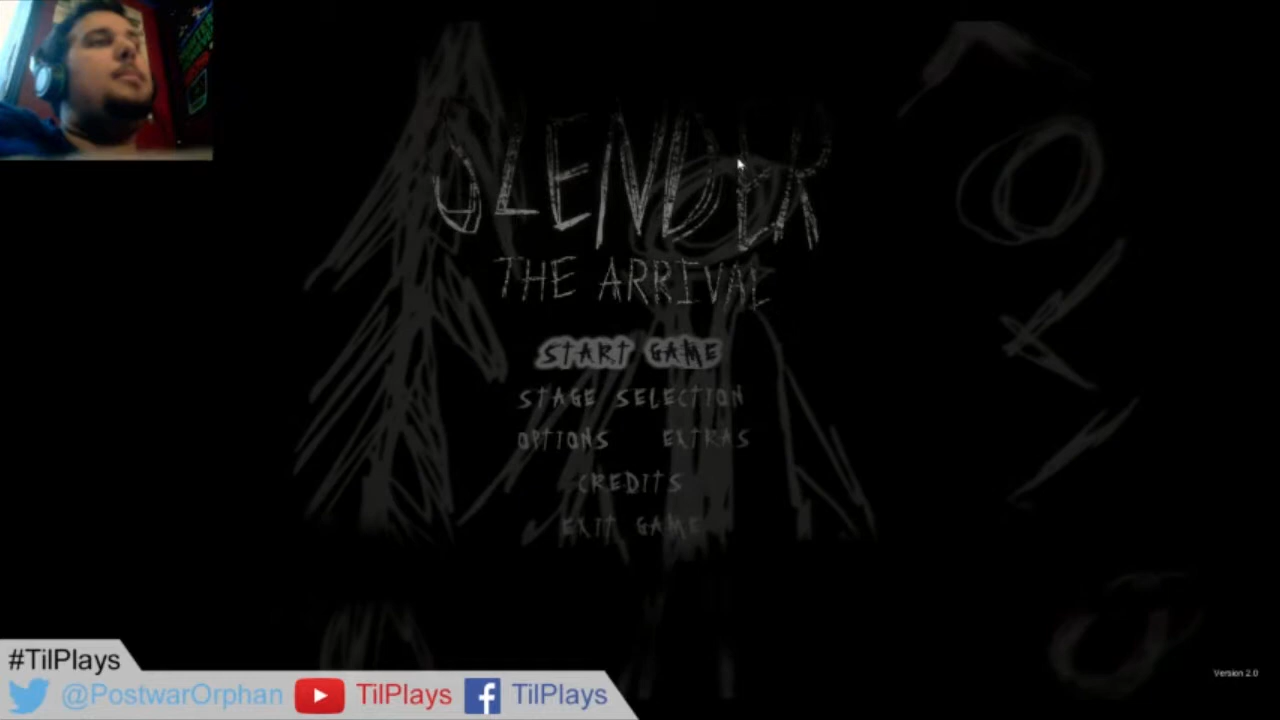 SLENDER
THE ARRIVAL
START GAME
STAGE SELECTION
OPTIONS EXTRAS
CREDITS
EXIT GAME
Version 2.0
#TilPlays
@PostwarOrphan TilPlays TilPlays